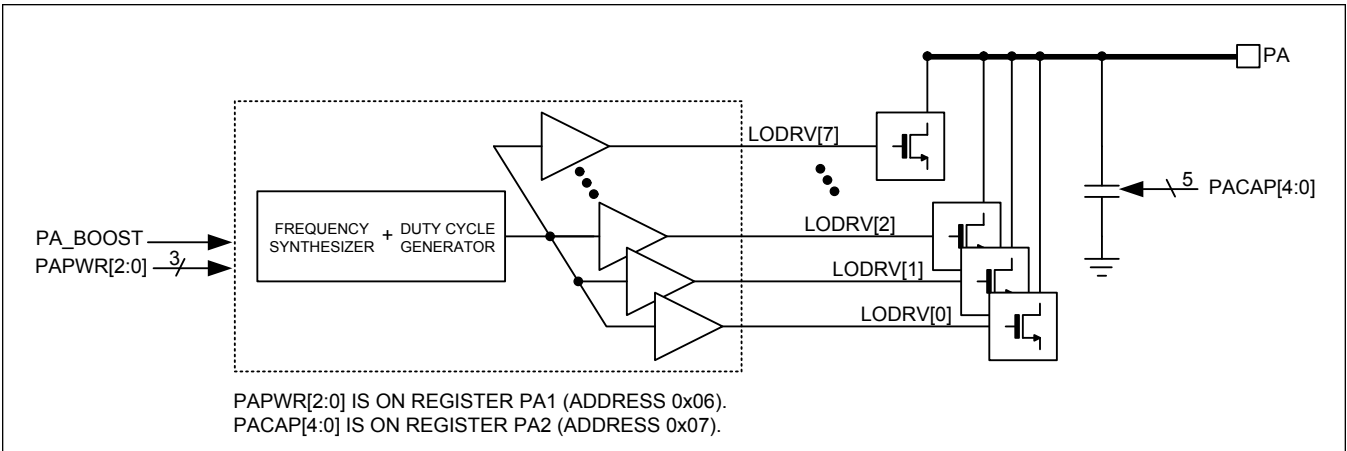 PA
LODRV[7]
5 PACAP[4:0]
FREQUENCY SYNTHESIZER + DUTY CYCLE GENERATOR
LODRV[2]
PA_BOOST
PAPWR[2:0] 3
LODRV[1]
LODRV[0]
PAPWR[2:0] IS ON REGISTER PA1 (ADDRESS 0x06).
PACAP[4:0] IS ON REGISTER PA2 (ADDRESS 0x07).